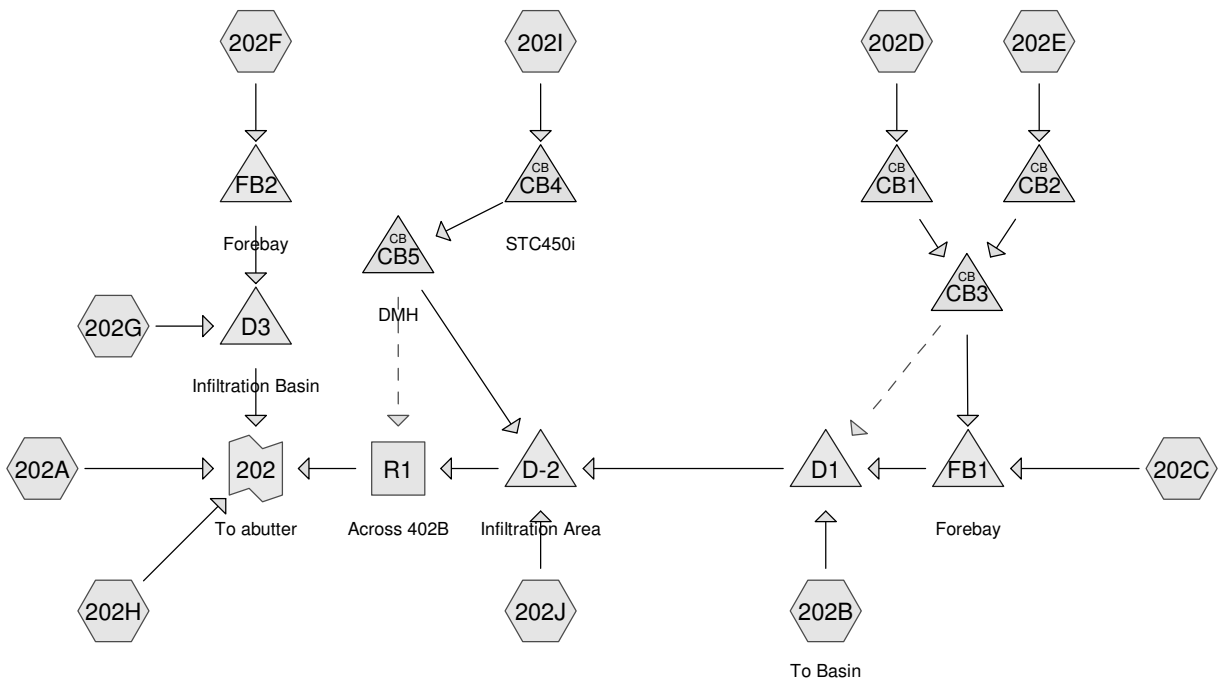 202F
202I
202D
202E
FB2
CB
CB4
CB
CB1
CB
CB2
Forebay
CB
CB5
STC450i
CB
CB3
202G
D3
DMH
Infiltration Basin
202A
202
R1
D-2
D1
FB1
202C
To abutter
Across 402B
Infiltration Area
Forebay
202H
202J
202B
To Basin